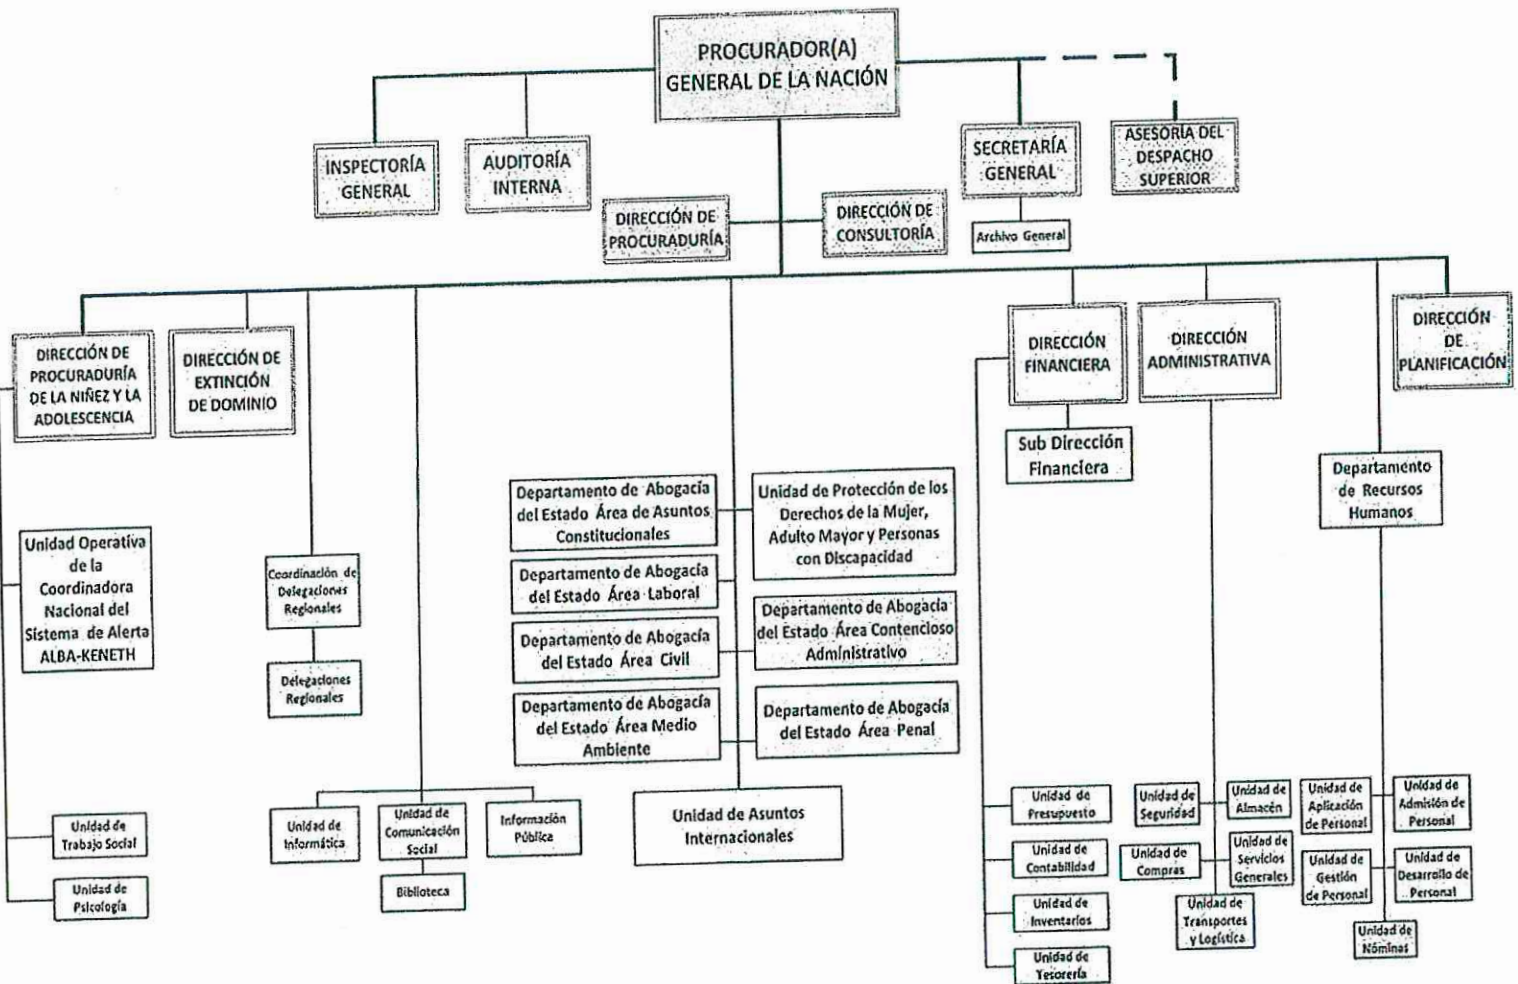 PROCURADOR(A)
GENERAL DE LA NACIÓN
INSPECTORÍA
GENERAL
AUDITORÍA
INTERNA
SECRETARÍA
GENERAL
ASESORÍA DEL
DESPACHO
SUPERIOR
DIRECCIÓN DE
PROCURADURÍA
DIRECCIÓN DE
CONSULTORÍA
Archivo General
DIRECCIÓN DE
PROCURADURÍA
DE LA NIÑEZ Y LA
ADOLESCENCIA
DIRECCIÓN DE
EXTINCIÓN
DE DOMINIO
DIRECCIÓN
FINANCIERA
DIRECCIÓN
ADMINISTRATIVA
DIRECCIÓN
DE
PLANIFICACIÓN
Sub Dirección
Financiera
Departamento
de Recursos
Humanos
Unidad Operativa
de la
Coordinadora
Nacional del
Sistema de Alerta
ALBA-KENETH
Coordinación de
Delegaciones
Regionales
Delegaciones
Regionales
Departamento de Abogacía
del Estado Área de Asuntos
Constitucionales
Unidad de Protección de los
Derechos de la Mujer,
Adulto Mayor y Personas
con Discapacidad
Departamento de Abogacía
del Estado Área Laboral
Departamento de Abogacía
del Estado Área Contencioso
Administrativo
Departamento de Abogacía
del Estado Área Civil
Departamento de Abogacía
del Estado Área Medio
Ambiente
Departamento de Abogacía
del Estado Área Penal
Unidad de Asuntos
Internacionales
Unidad de
Trabajo Social
Unidad de
Psicología
Unidad de
Informática
Unidad de
Comunicación
Social
Información
Pública
Biblioteca
Unidad de
Presupuesto
Unidad de
Contabilidad
Unidad de
Inventarios
Unidad de
Tesorería
Unidad de
Seguridad
Unidad de
Almacén
Unidad de
Compras
Unidad de
Servicios
Generales
Unidad de
Transportes
y Logística
Unidad de
Aplicación
de Personal
Unidad de
Admisión de
Personal
Unidad de
Gestión
de Personal
Unidad de
Desarrollo de
Personal
Unidad de
Nóminas